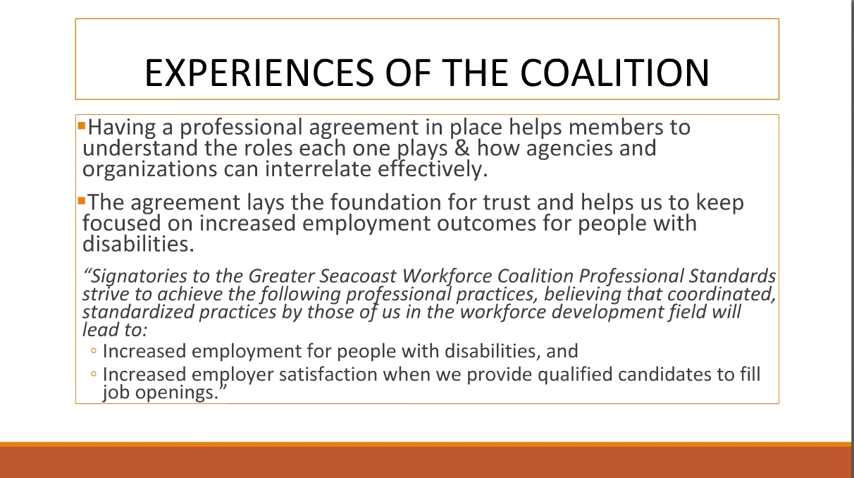 EXPERIENCES OF THE COALITION
▪Having a professional agreement in place helps members to
understand the roles each one plays & how agencies and
organizations can interrelate effectively.
▪The agreement lays the foundation for trust and helps us to keep
focused on increased employment outcomes for people with
disabilities.
“Signatories to the Greater Seacoast Workforce Coalition Professional Standards
strive to achieve the following professional practices, believing that coordinated,
standardized practices by those of us in the workforce development field will
lead to:
◦ Increased employment for people with disabilities, and
◦ Increased employer satisfaction when we provide qualified candidates to fill
job openings.”